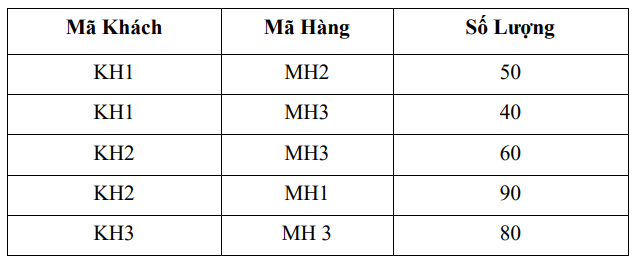 Mã Khách Mã Hàng Số Lượng
KH1 MH2 50
KH1 MH3 40
KH2 MH3 60
KH2 MH1 90
KH3 MH 3 80